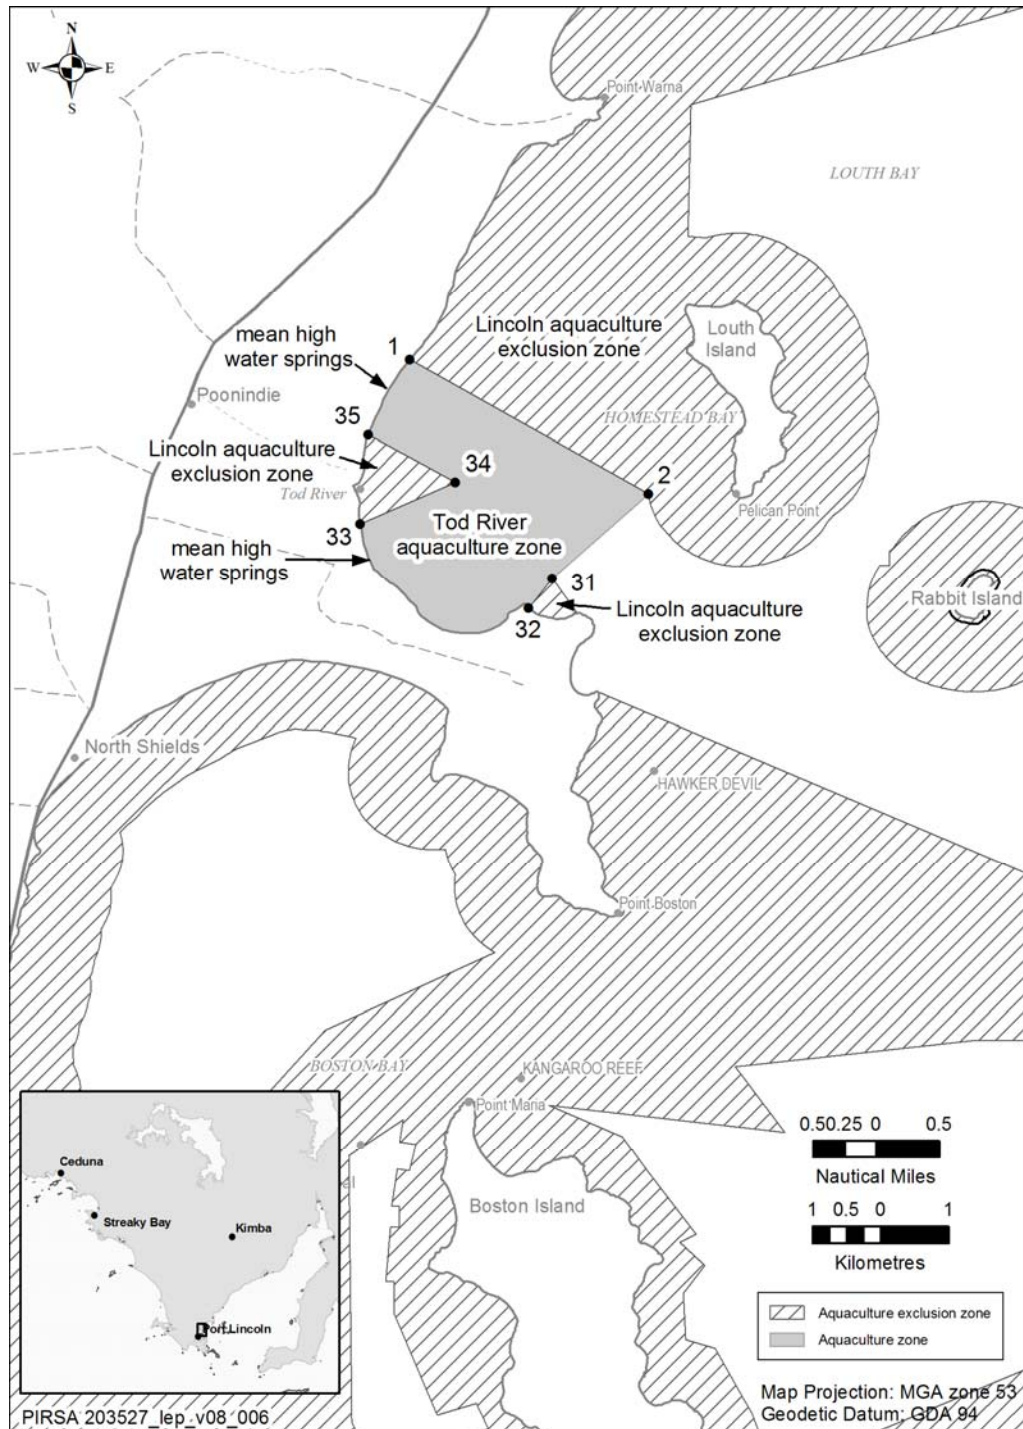 N
W
E
S
Point Warna
LOUTH BAY
Lincoln aquaculture
exclusion zone
Louth
Island
mean high
water springs
1
Poonindie
35
HOMESTEAD BAY
Lincoln aquaculture
exclusion zone
34
2
Tod River
Pelican Point
33
Tod River
aquaculture zone
mean high
water springs
31
Rabbit Island
32
Lincoln aquaculture
exclusion zone
North Shields
HAWKER DEVIL
Point Boston
BOSTON BAY
KANGAROO REEF
Point Maria
0.50.25 0 0.5
Nautical Miles
Boston Island
1 0.5 0 1
Kilometres
Ceduna
Streaky Bay
Kimba
Port Lincoln
el
Aquaculture exclusion zone
Aquaculture zone
Map Projection: MGA zone 53
Geodetic Datum: GDA 94
PIRSA 203527_lep_v08_006